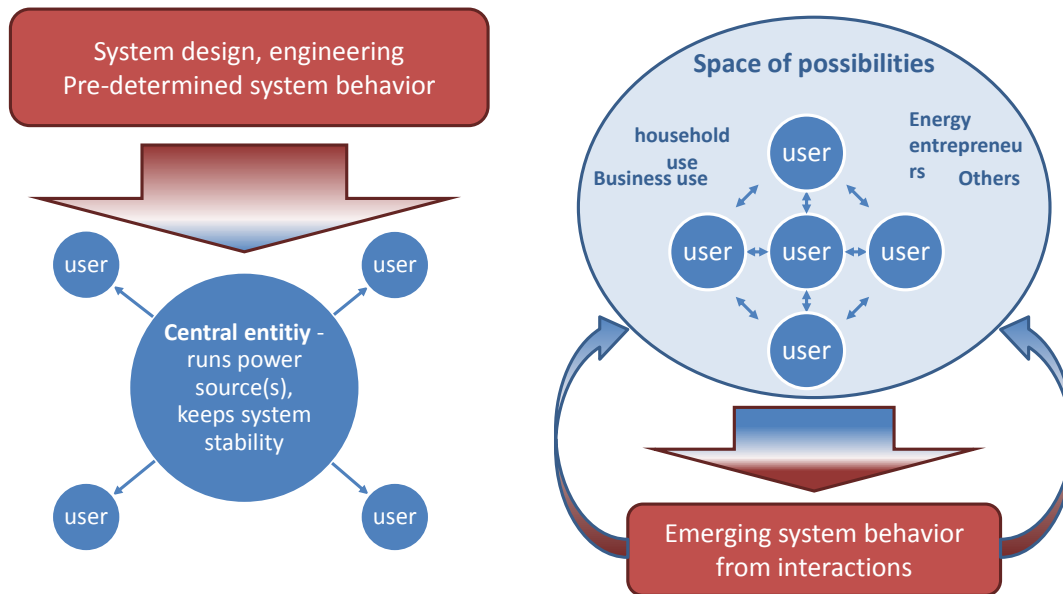 System design, engineering
Pre-determined system behavior
user
user
Central entitiy -
runs power
source(s),
keeps system
stability
user
user
Space of possibilities
household
use
Business use
Energy
entrepreneu
rs
Others
user
user
user
user
user
Emerging system behavior
from interactions